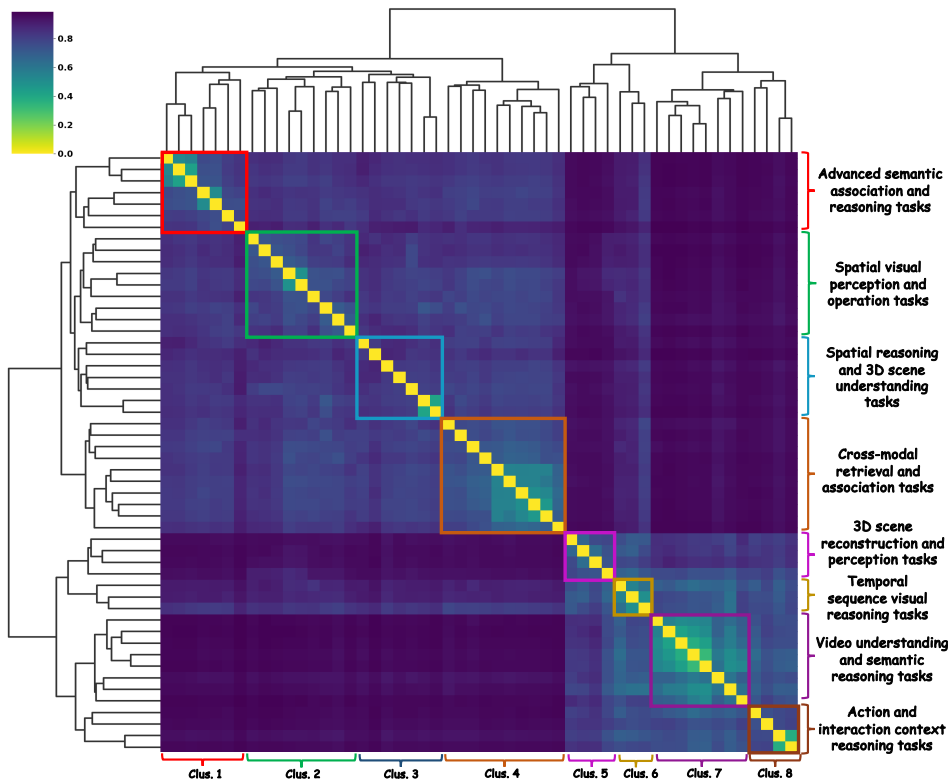 0.8
0.6
0.4
0.2
0.0
Advanced semantic
association and
reasoning tasks
Spatial visual
perception and
operation tasks
Spatial reasoning
and 3D scene
understanding
tasks
Cross-modal
retrieval and
association tasks
3D scene
reconstruction and
perception tasks
Temporal
sequence visual
reasoning tasks
Video understanding
and semantic
reasoning tasks
Action and
interaction context
reasoning tasks
Clus. 1
Clus. 2
Clus. 3
Clus. 4
Clus. 5
Clus. 6
Clus. 7
Clus. 8